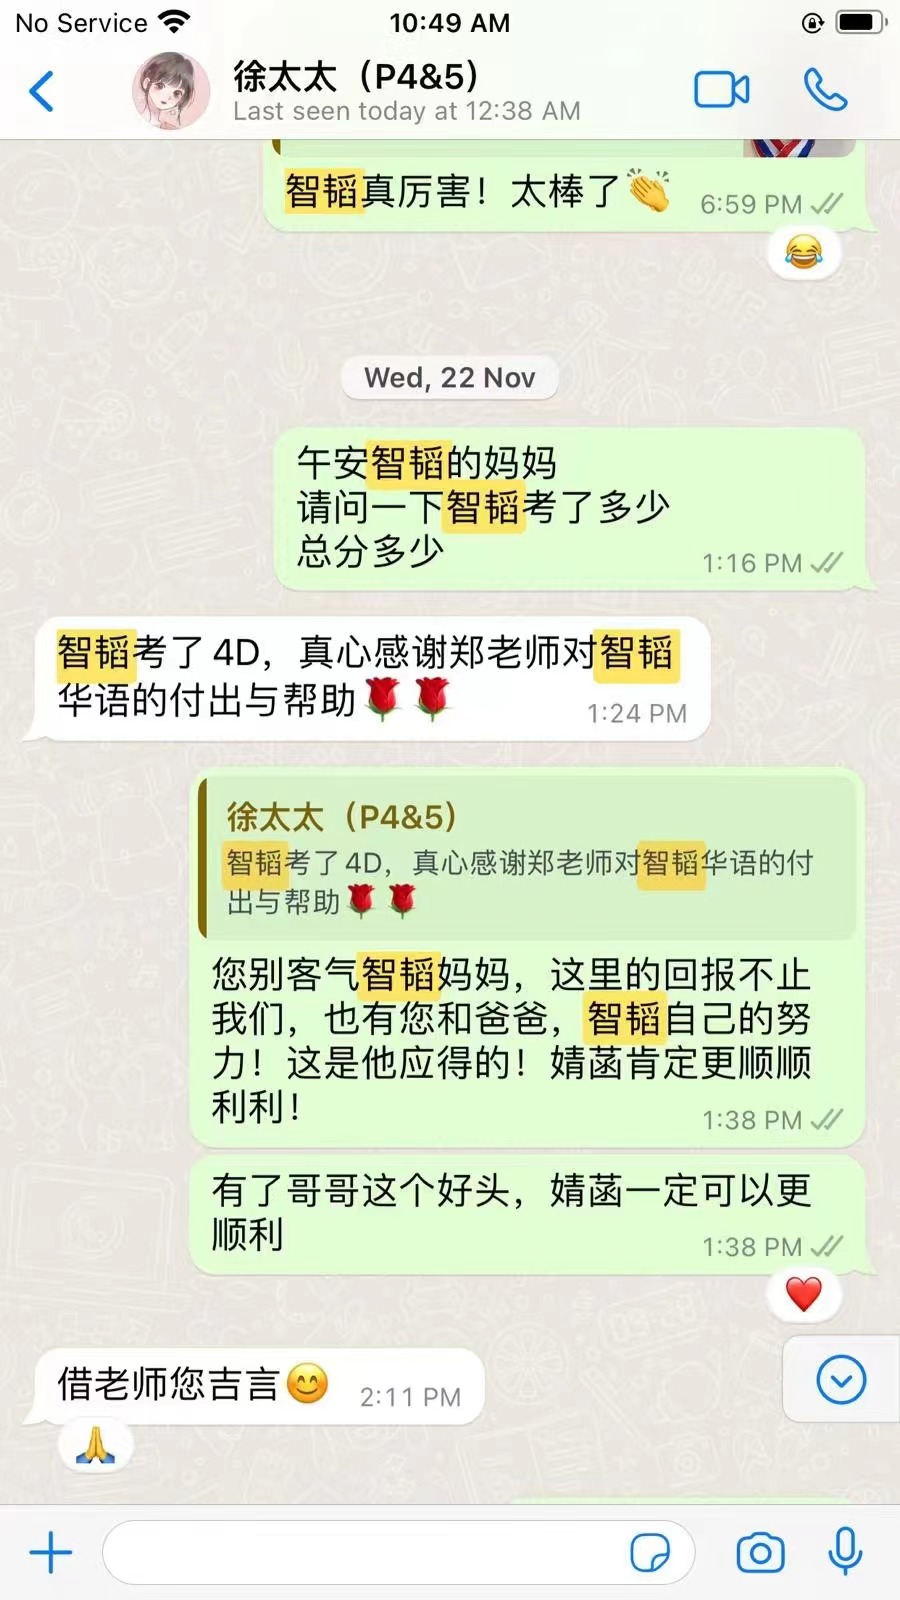 No Service 10:49 AM
徐太太（P4&5）
Last seen today at 12:38 AM
智韬真厉害！太棒了👏 6:59 PM
😂
Wed, 22 Nov
午安智韬的妈妈
请问一下智韬考了多少
总分多少 1:16 PM
智韬考了 4D，真心感谢郑老师对智韬
华语的付出与帮助🌹🌹 1:24 PM
徐太太（P4&5）
智韬考了 4D，真心感谢郑老师对智韬华语的付
出与帮助🌹🌹
您别客气智韬妈妈，这里的回报不止
我们，也有您和爸爸，智韬自己的努
力！这是他应得的！婧菡肯定更顺顺
利利！ 1:38 PM
有了哥哥这个好头，婧菡一定可以更
顺利 1:38 PM
❤️
借老师您吉言😊 2:11 PM
🙏